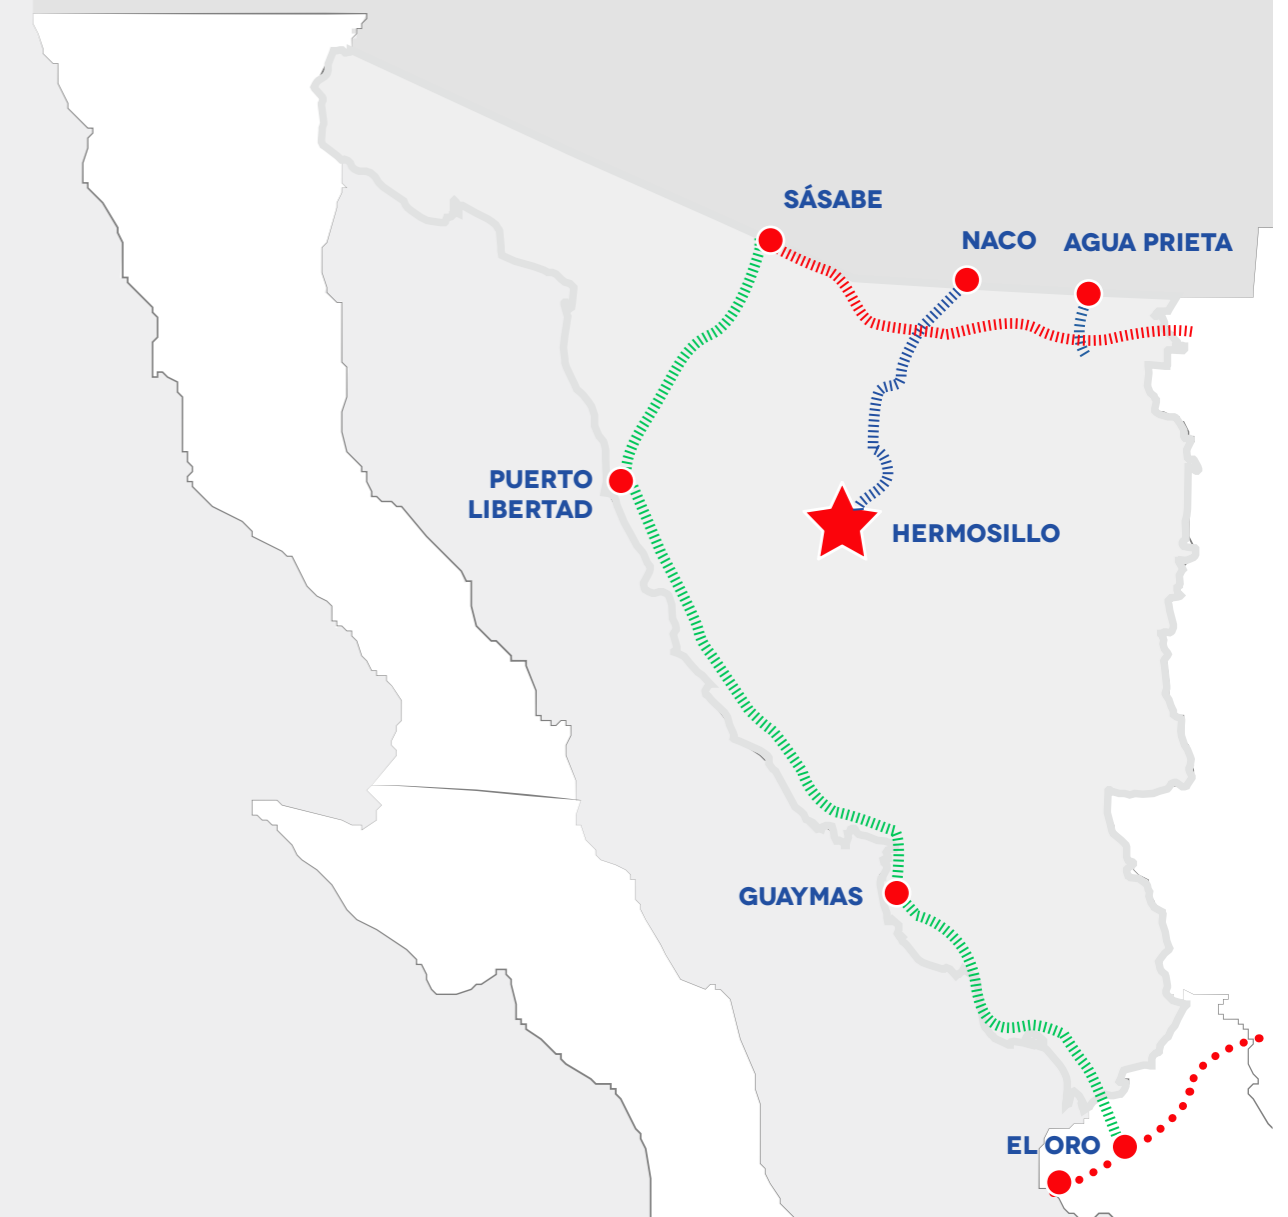 SÁSABE
NACO
AGUA PRIETA
PUERTO
LIBERTAD
HERMOSILLO
GUAYMAS
EL ORO